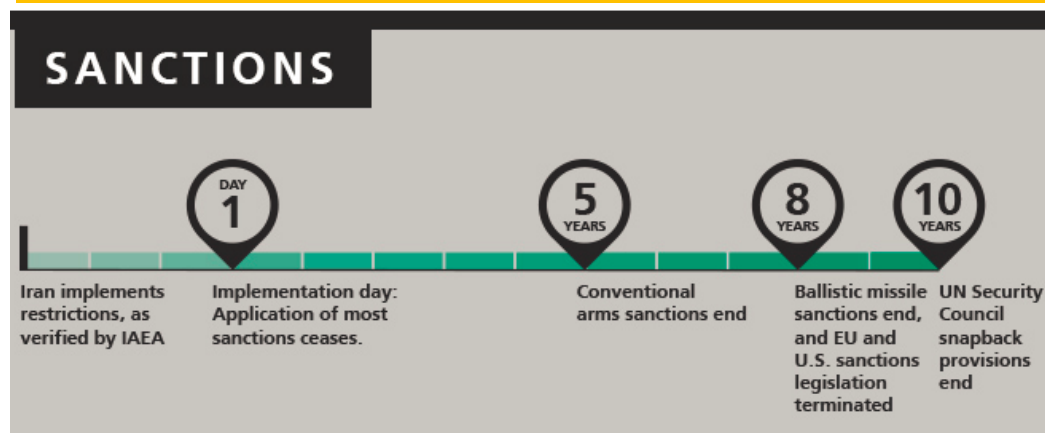 SANCTIONS
DAY
1
5
YEARS
8
YEARS
10
YEARS
Iran implements
restrictions, as
verified by IAEA
Implementation day:
Application of most
sanctions ceases.
Conventional
arms sanctions end
Ballistic missile
sanctions end,
and EU and
U.S. sanctions
legislation
terminated
UN Security
Council
snapback
provisions
end